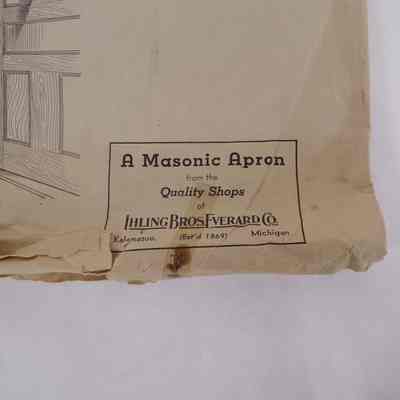 A Masonic Apron
from the
Quality Shops
of
IHLING BROS. EVERARD CO.
Kalamazoo, (Est'd 1869) Michigan